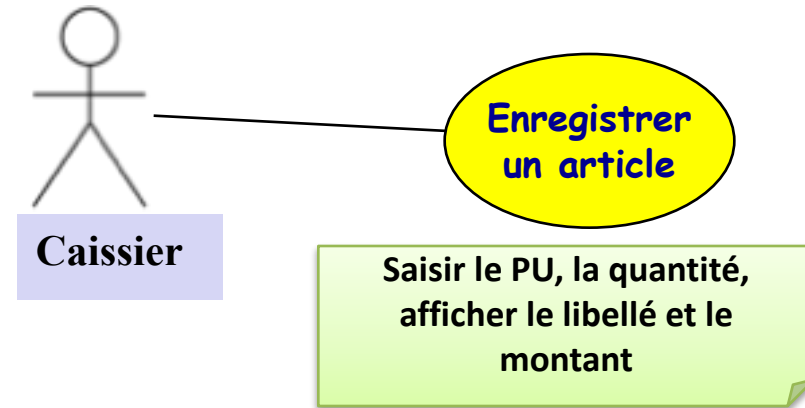 Enregistrer
un article
Caissier
Saisir le PU, la quantité,
afficher le libellé et le
montant